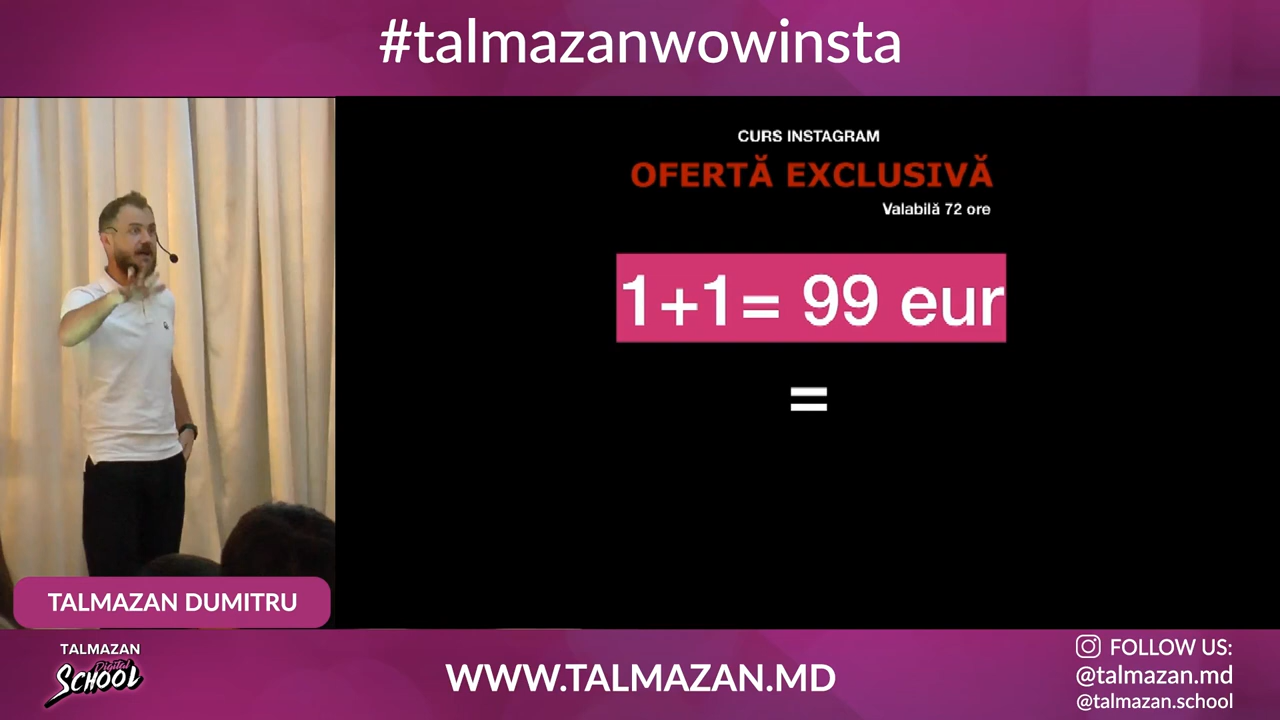 #talmazanwowinsta
CURS INSTAGRAM
OFERTĂ EXCLUSIVĂ
Valabilă 72 ore
1+1= 99 eur
=
TALMAZAN DUMITRU
TALMAZAN
Digital
SCHOOL
WWW.TALMAZAN.MD
FOLLOW US:
@talmazan.md
@talmazan.school